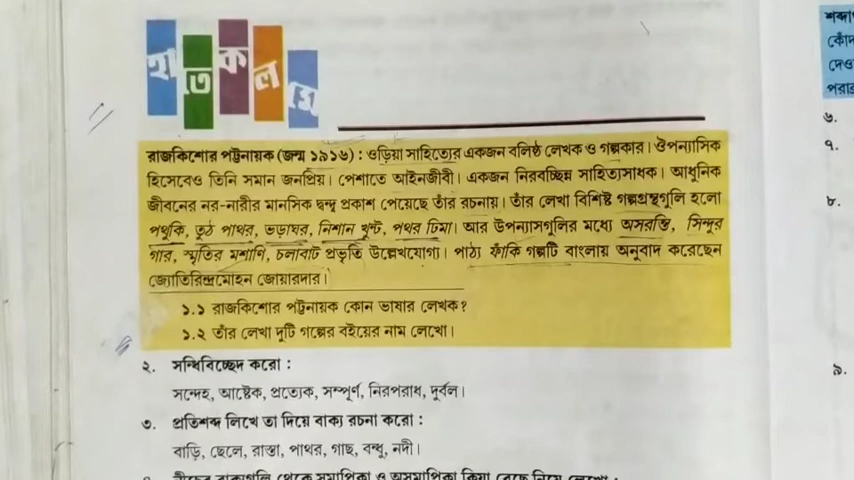 হাতে কলমে
রাজকিশোর পট্টনায়ক (জন্ম ১৯১৬) : ওড়িয়া সাহিত্যের একজন বলিষ্ঠ লেখক ও গল্পকার। ঔপন্যাসিক
হিসেবেও তিনি সমান জনপ্রিয়। পেশাতে আইনজীবী। একজন নিরবচ্ছিন্ন সাহিত্যসাধক। আধুনিক
জীবনের নর-নারীর মানসিক দ্বন্দ্ব প্রকাশ পেয়েছে তাঁর রচনায়। তাঁর লেখা বিশিষ্ট গল্পগ্রন্থগুলি হলো
পথুকি, তুঠ পাথর, ভড়াঘর, নিশান খুন্ট, পথর ঢিমা। আর উপন্যাসগুলির মধ্যে অসরন্তি, সিন্দুর
গার, স্মৃতির মশাণি, চলাবাট প্রভৃতি উল্লেখযোগ্য। পাঠ্য ফাঁকি গল্পটি বাংলায় অনুবাদ করেছেন
জ্যোতিরিন্দ্রমোহন জোয়ারদার।
১.১ রাজকিশোর পট্টনায়ক কোন ভাষার লেখক?
১.২ তাঁর লেখা দুটি গল্পের বইয়ের নাম লেখো।
২. সন্ধিবিচ্ছেদ করো :
সন্দেহ, আষ্টেক, প্রত্যেক, সম্পূর্ণ, নিরপরাধ, দুর্বল।
৩. প্রতিশব্দ লিখে তা দিয়ে বাক্য রচনা করো :
বাড়ি, ছেলে, রাস্তা, পাথর, গাছ, বন্ধু, নদী।
নীচের বাক্যগুলি থেকে সমাপিকা ও অসমাপিকা ক্রিয়া বেছে নিয়ে লেখো :
৬.
৭.
৮.
৯.